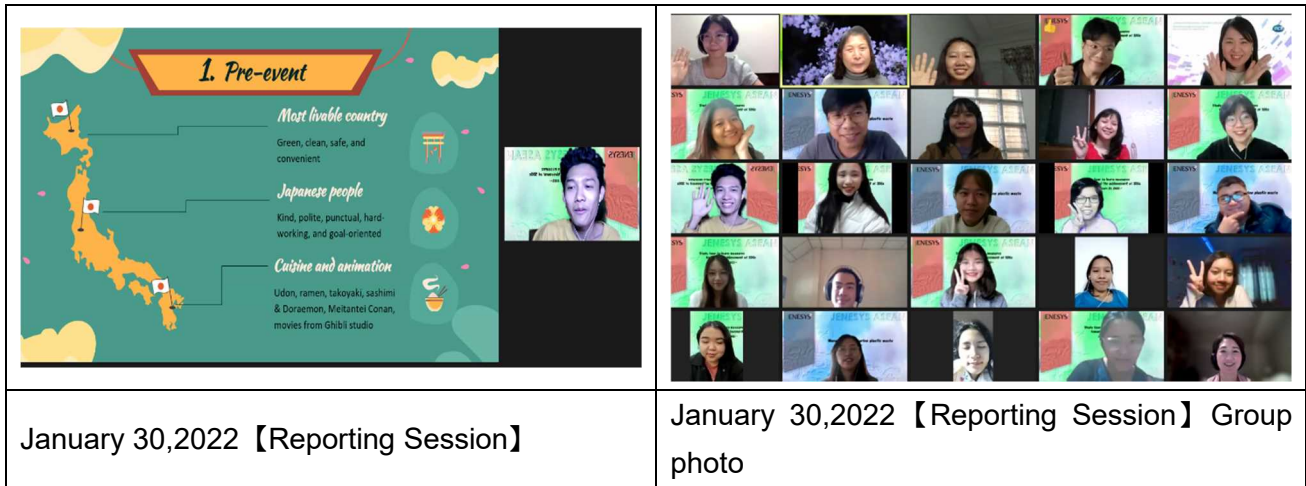 1. Pre-event
Most livable country
Green, clean, safe, and
convenient
Japanese people
Kind, polite, punctual, hard-
working, and goal-oriented
Cuisine and animation
Udon, ramen, takoyaki, sashimi
& Doraemon, Meitantei Conan,
movies from Ghibli studio
JENESYS ASEAN
January 30,2022【Reporting Session】
January 30,2022【Reporting Session】Group
photo